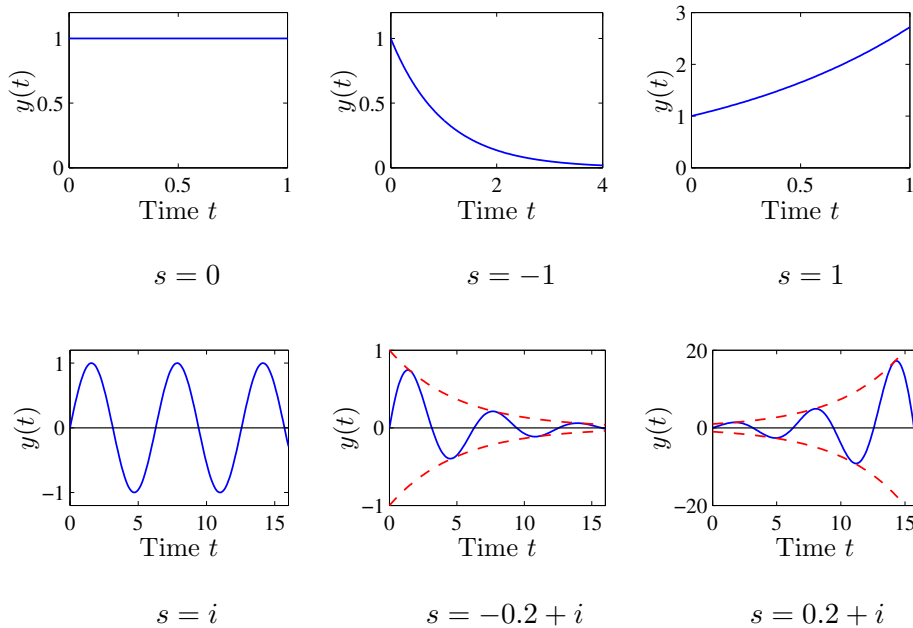 1
0.5
0
0 0.5 1
y(t)
Time t
s = 0
1
0.5
0
0 2 4
y(t)
Time t
s = −1
3
2
1
0
0 0.5 1
y(t)
Time t
s = 1
1
0
−1
0 5 10 15
y(t)
Time t
s = i
1
0
−1
0 5 10 15
y(t)
Time t
s = −0.2 + i
20
0
−20
0 5 10 15
y(t)
Time t
s = 0.2 + i